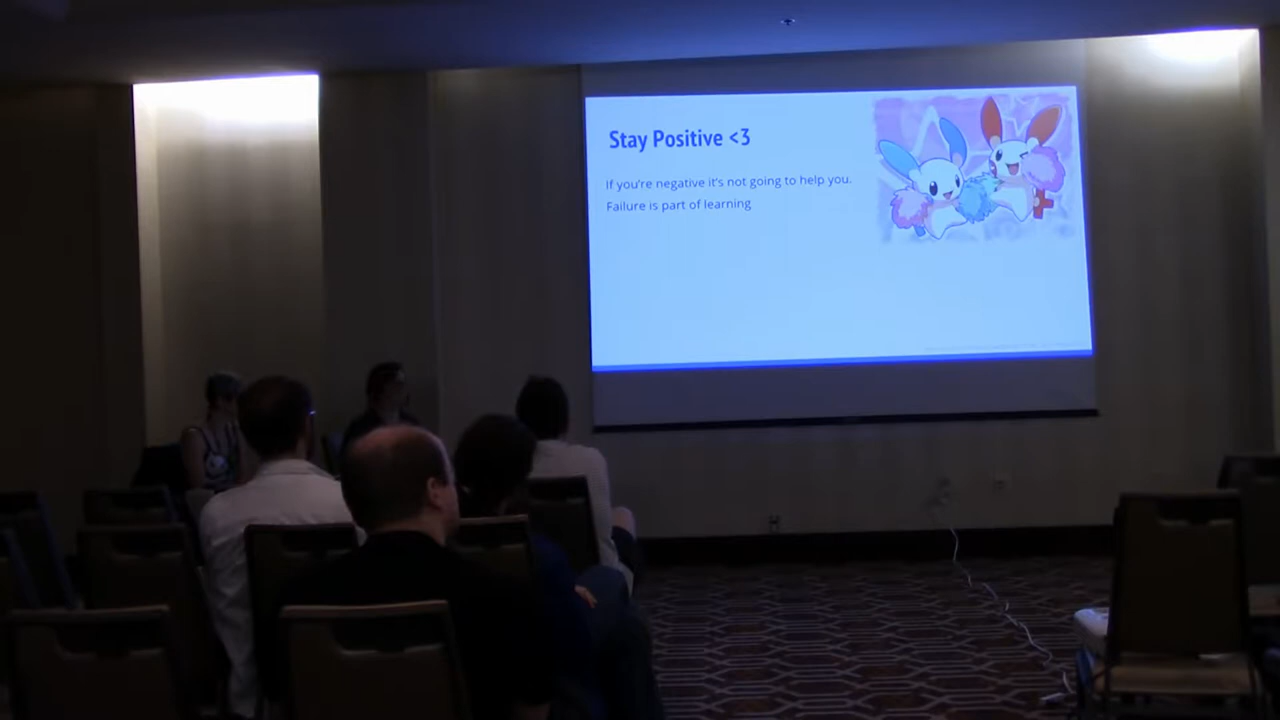 Stay Positive <3
If you're negative it's not going to help you.
Failure is part of learning